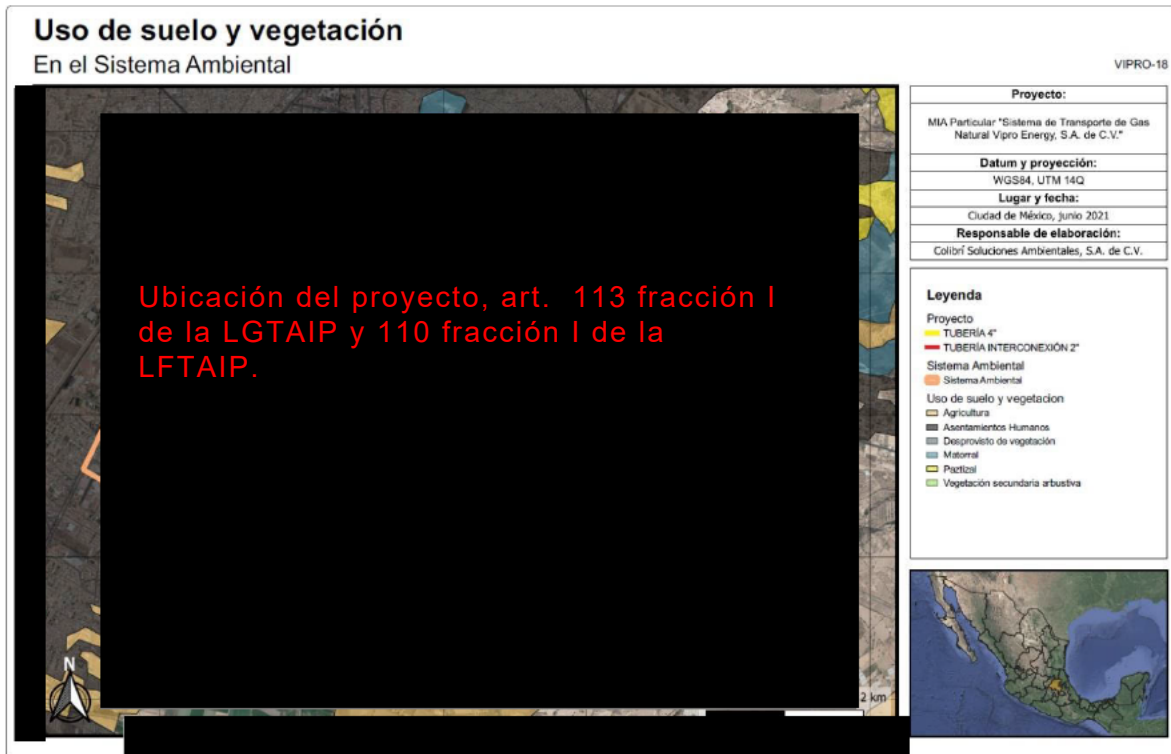 Uso de suelo y vegetación
En el Sistema Ambiental
VIPRO-18
Ubicación del proyecto, art. 113 fracción I
de la LGTAIP y 110 fracción I de la
LFTAIP.
N
2 km
Proyecto:
MIA Particular "Sistema de Transporte de Gas
Natural Vipro Energy, S.A. de C.V."
Datum y proyección:
WGS84, UTM 14Q
Lugar y fecha:
Ciudad de México, junio 2021
Responsable de elaboración:
Colibrí Soluciones Ambientales, S.A. de C.V.
Leyenda
Proyecto
TUBERÍA 4"
TUBERÍA INTERCONEXIÓN 2"
Sistema Ambiental
Sistema Ambiental
Uso de suelo y vegetacion
Agricultura
Asentamientos Humanos
Desprovisto de vegetación
Matorral
Paztizal
Vegetación secundaria arbustiva